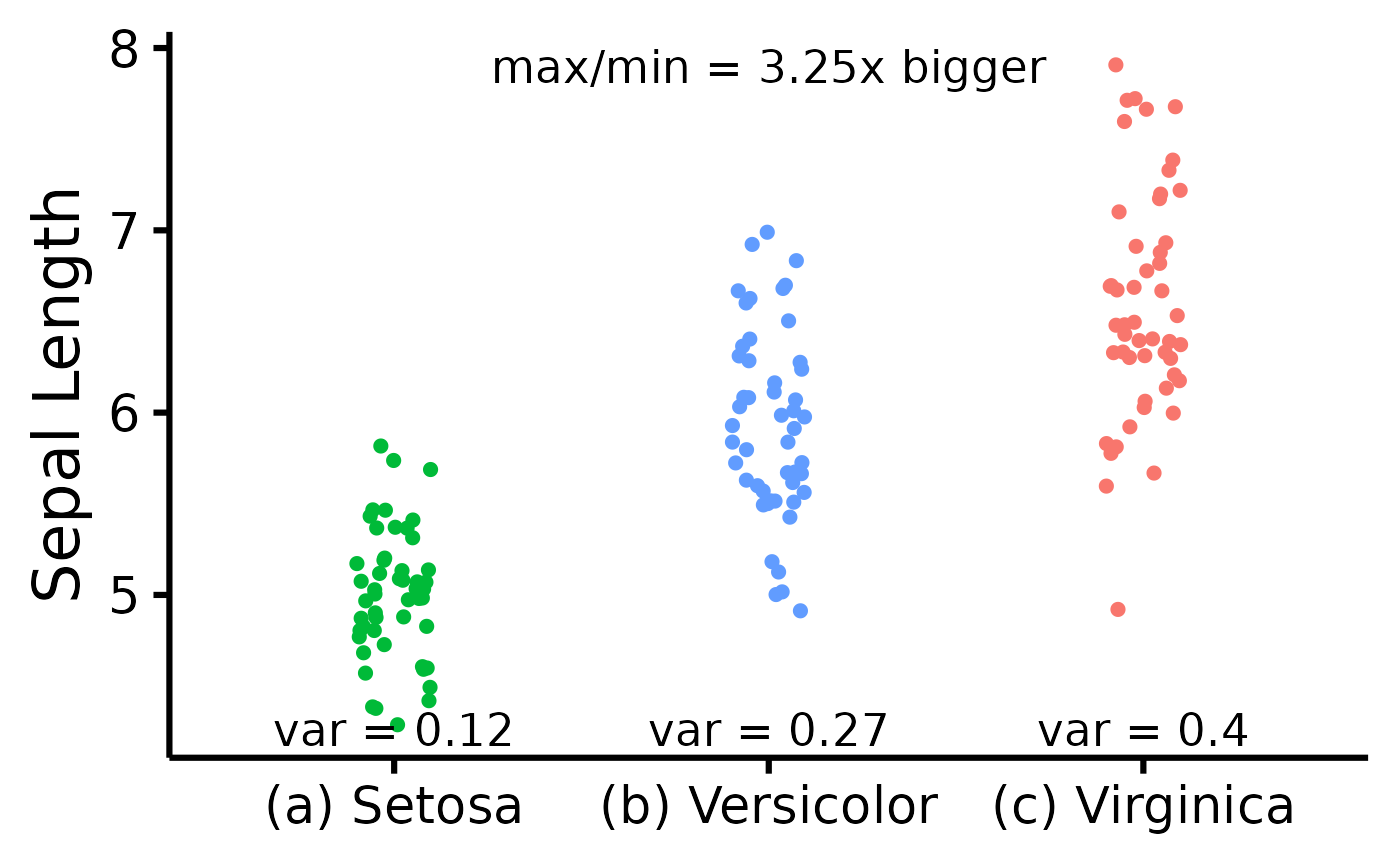 max/min = 3.25x bigger
Sepal Length
8
7
6
5
var = 0.12
var = 0.27
var = 0.4
(a) Setosa
(b) Versicolor
(c) Virginica